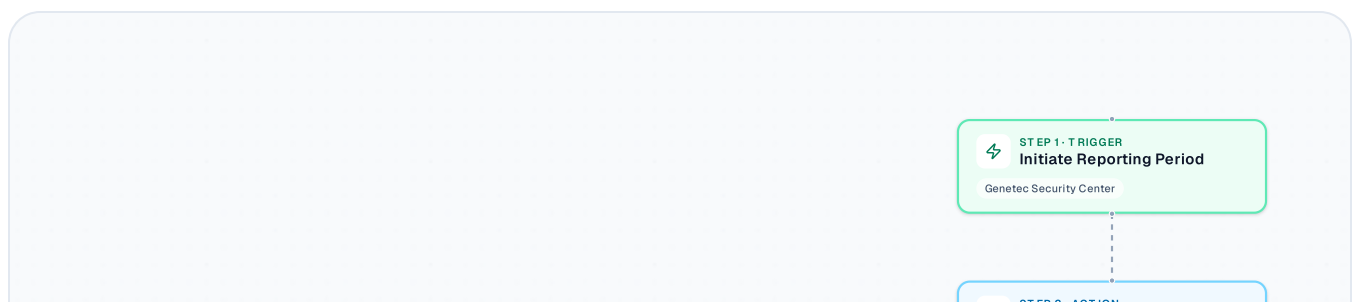 STEP 1 · TRIGGER
Initiate Reporting Period
Genetec Security Center